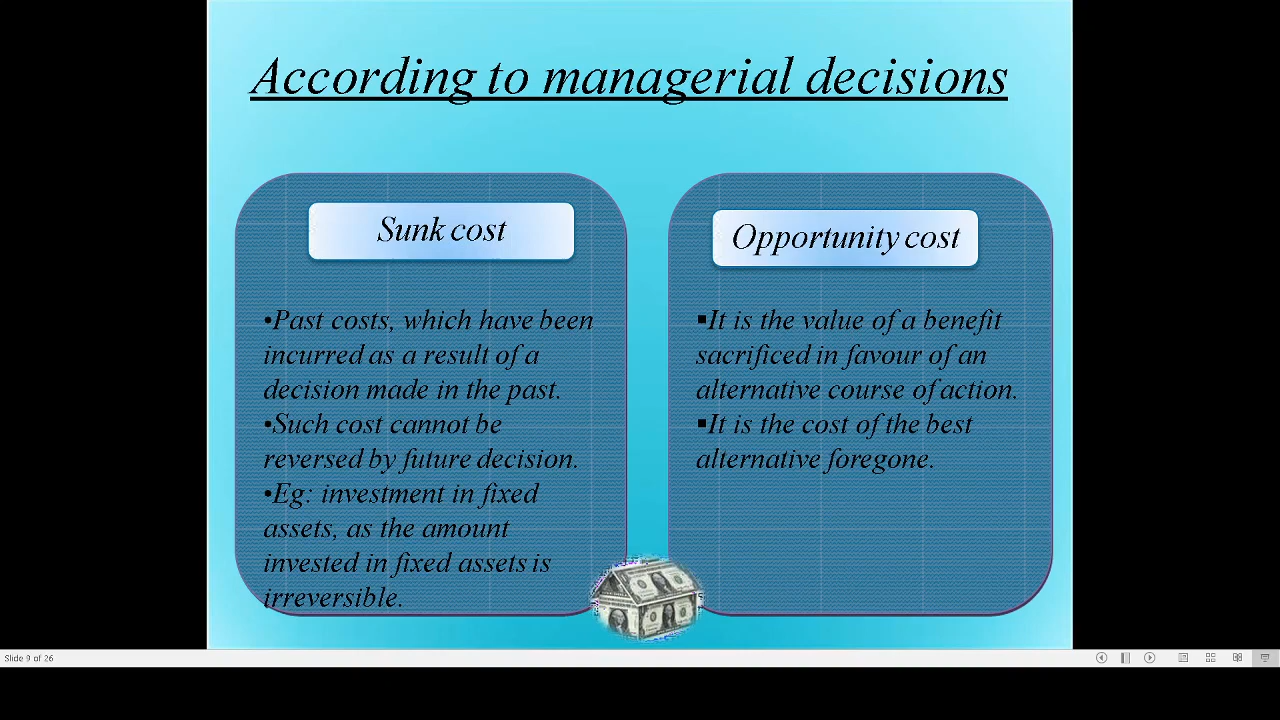 According to managerial decisions
Sunk cost
•Past costs, which have been
incurred as a result of a
decision made in the past.
•Such cost cannot be
reversed by future decision.
•Eg: investment in fixed
assets, as the amount
invested in fixed assets is
irreversible.
Opportunity cost
▪It is the value of a benefit
sacrificed in favour of an
alternative course of action.
▪It is the cost of the best
alternative foregone.
Slide 9 of 26